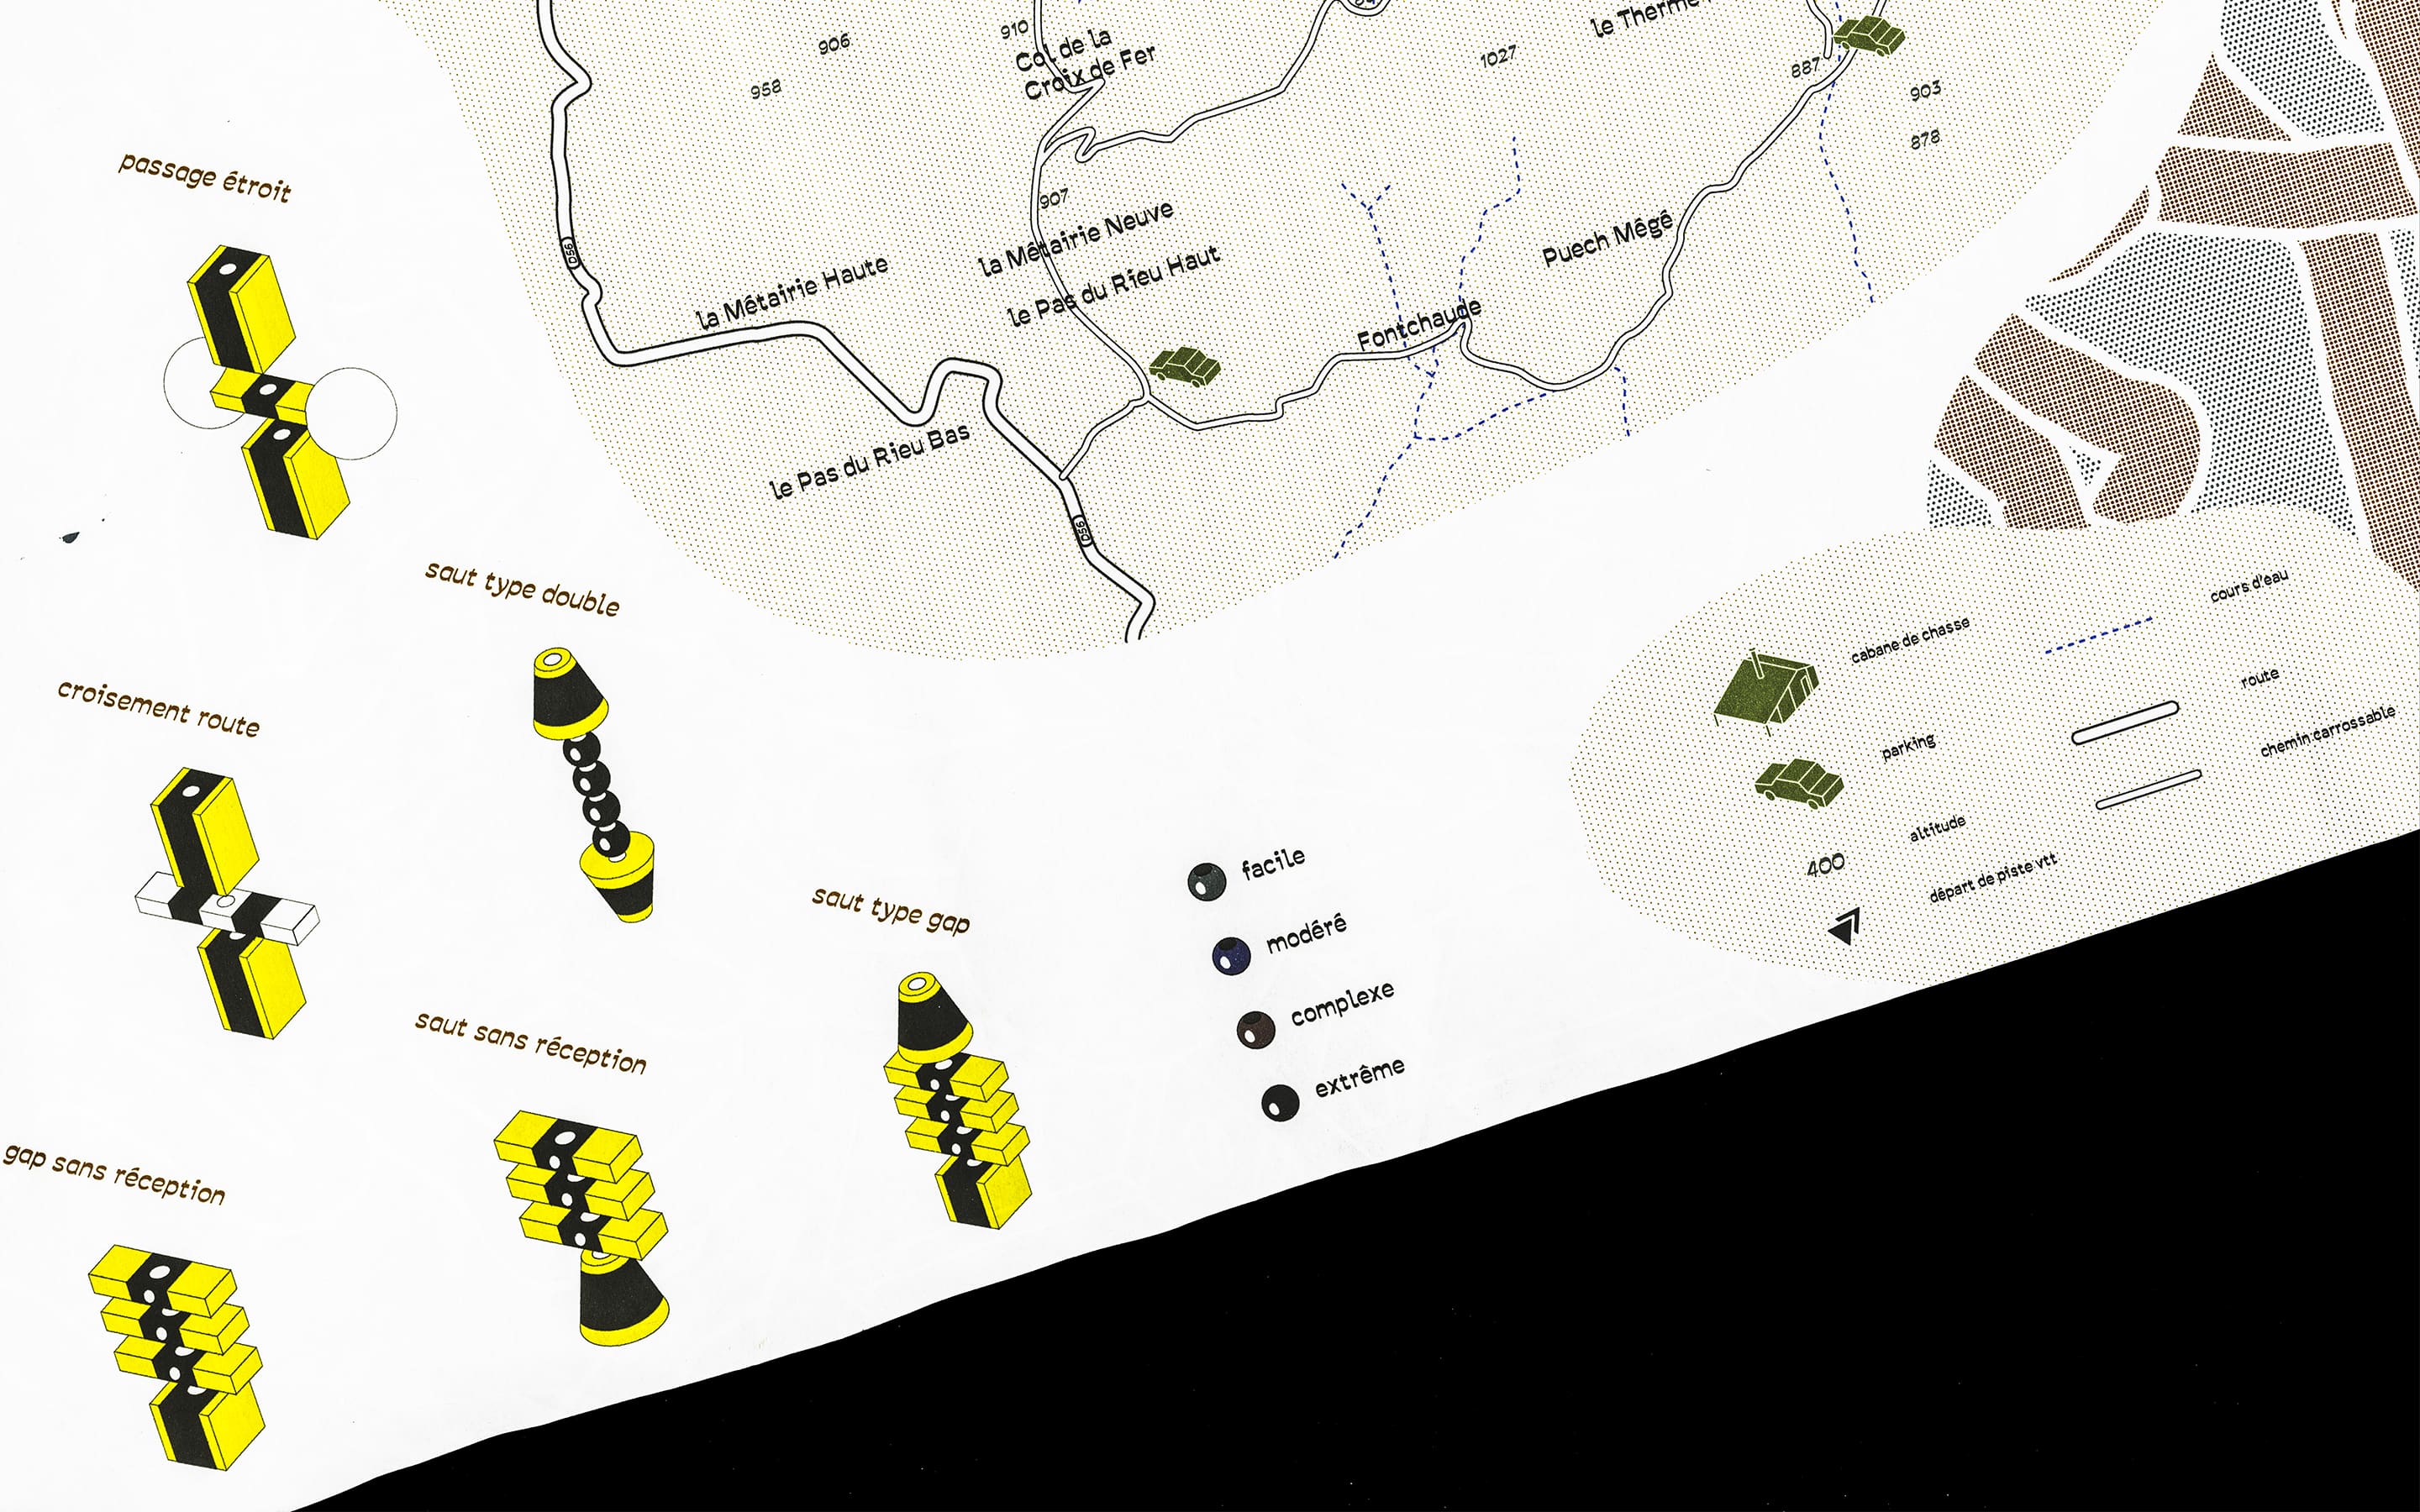 906
958
910
Col de la
Croix de Fer
1027
le Therme
887
903
878
907
la Métairie Neuve
le Pas du Rieu Haut
la Métairie Haute
Puech Mégé
Fontchaude
le Pas du Rieu Bas
D56
D56
passage étroit
saut type double
croisement route
saut type gap
saut sans réception
gap sans réception
facile
modéré
complexe
extrême
cabane de chasse
parking
400
altitude
départ de piste vtt
cours d'eau
route
chemin carrossable